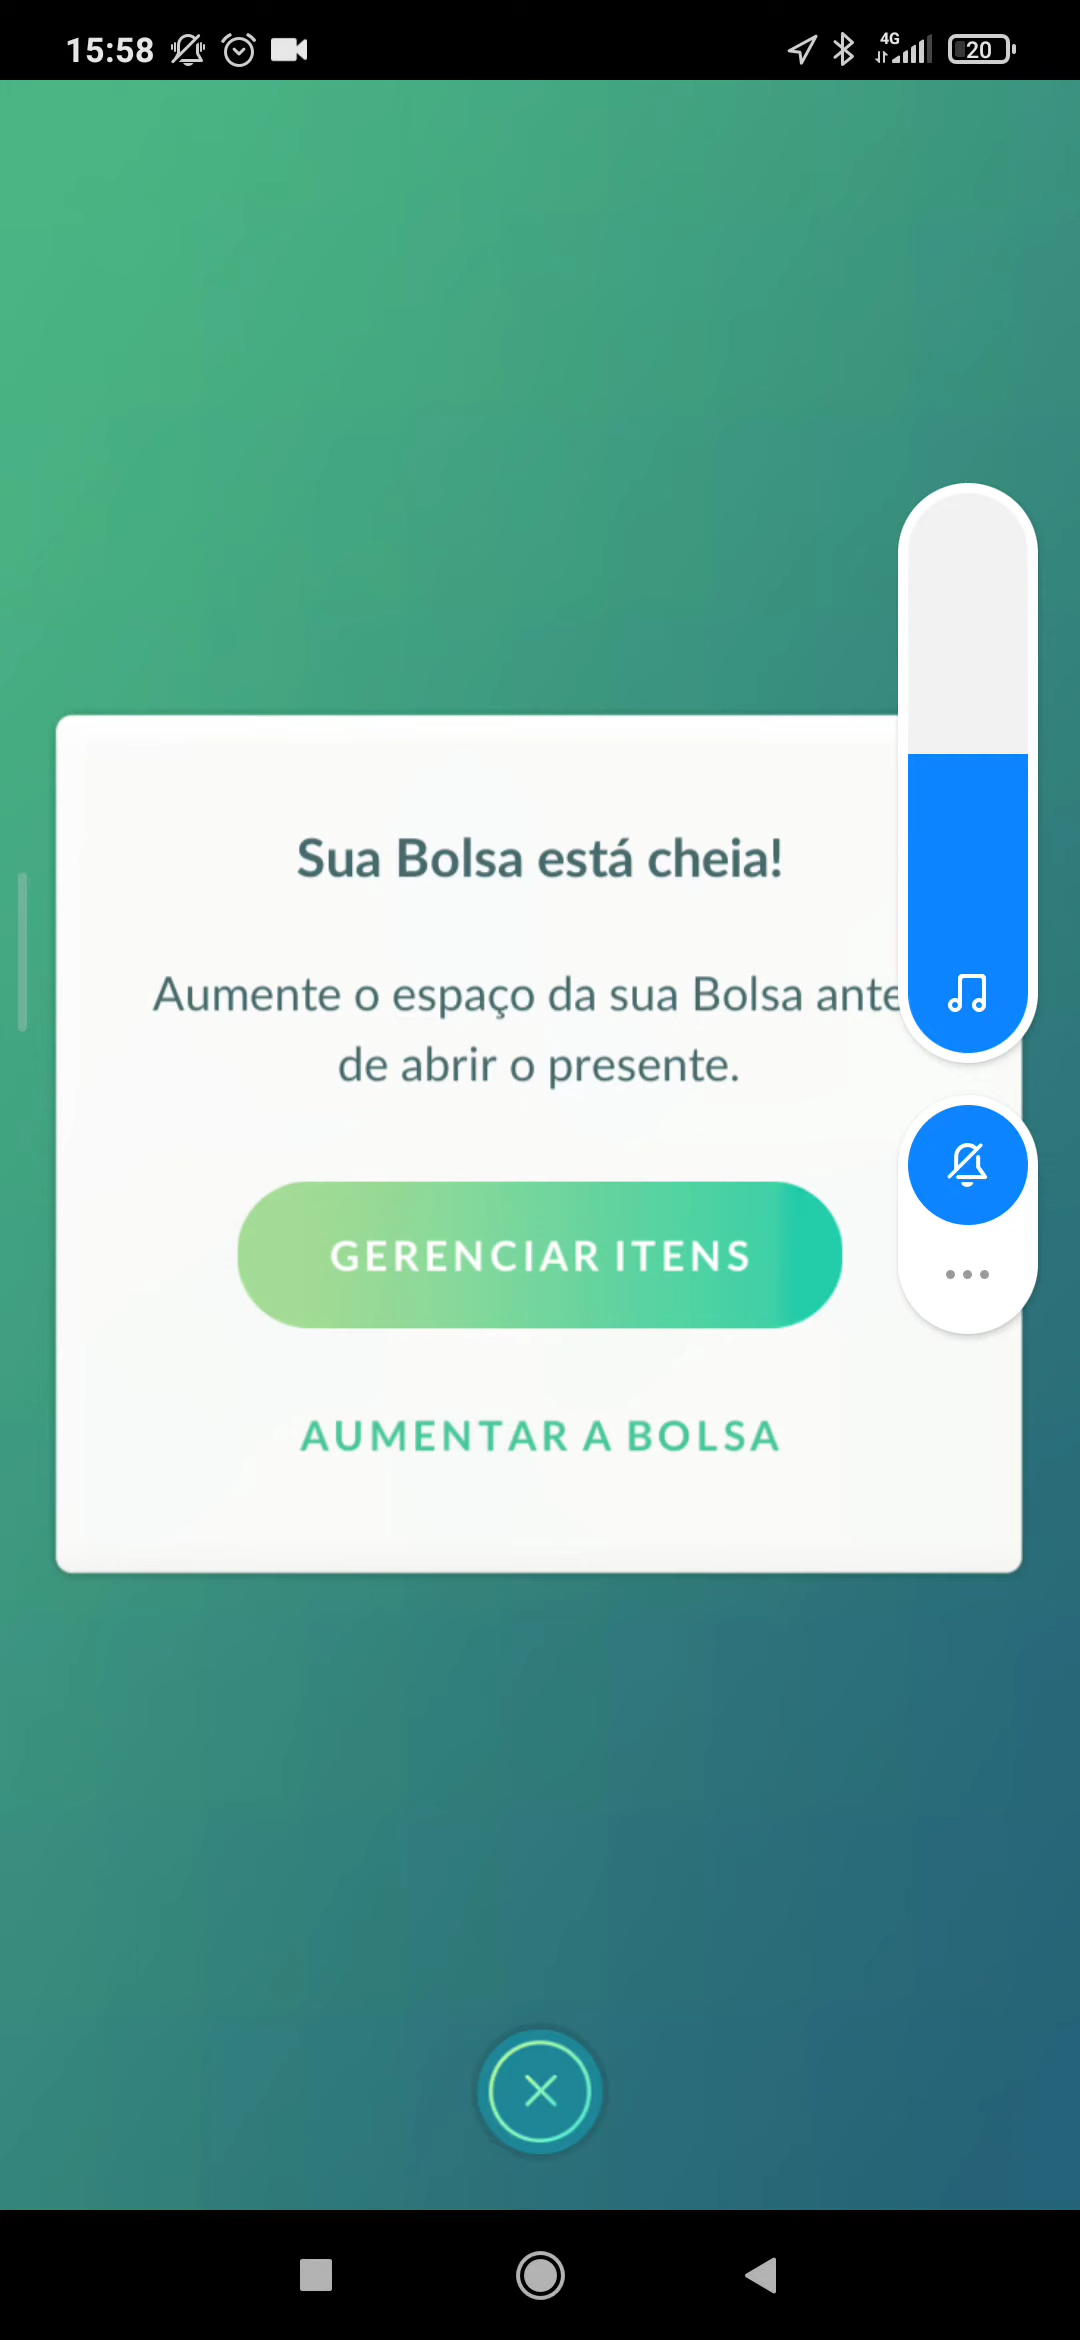 15:58
4G
20
Sua Bolsa está cheia!
Aumente o espaço da sua Bolsa ante
de abrir o presente.
GERENCIAR ITENS
AUMENTAR A BOLSA